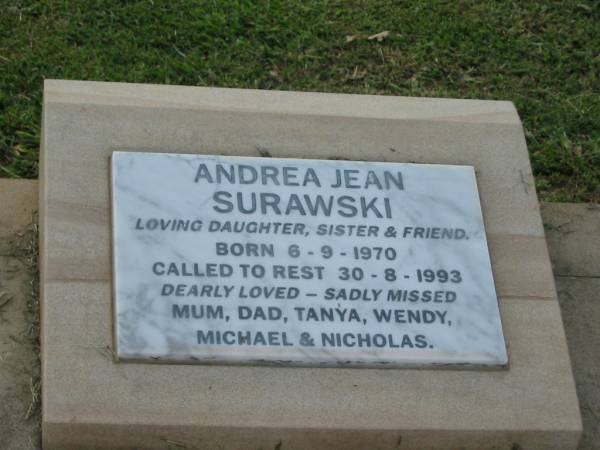 ANDREA JEAN
SURAWSKI
LOVING DAUGHTER, SISTER & FRIEND.
BORN 6 - 9 - 1970
CALLED TO REST 30 - 8 - 1993
DEARLY LOVED – SADLY MISSED
MUM, DAD, TANYA, WENDY,
MICHAEL & NICHOLAS.